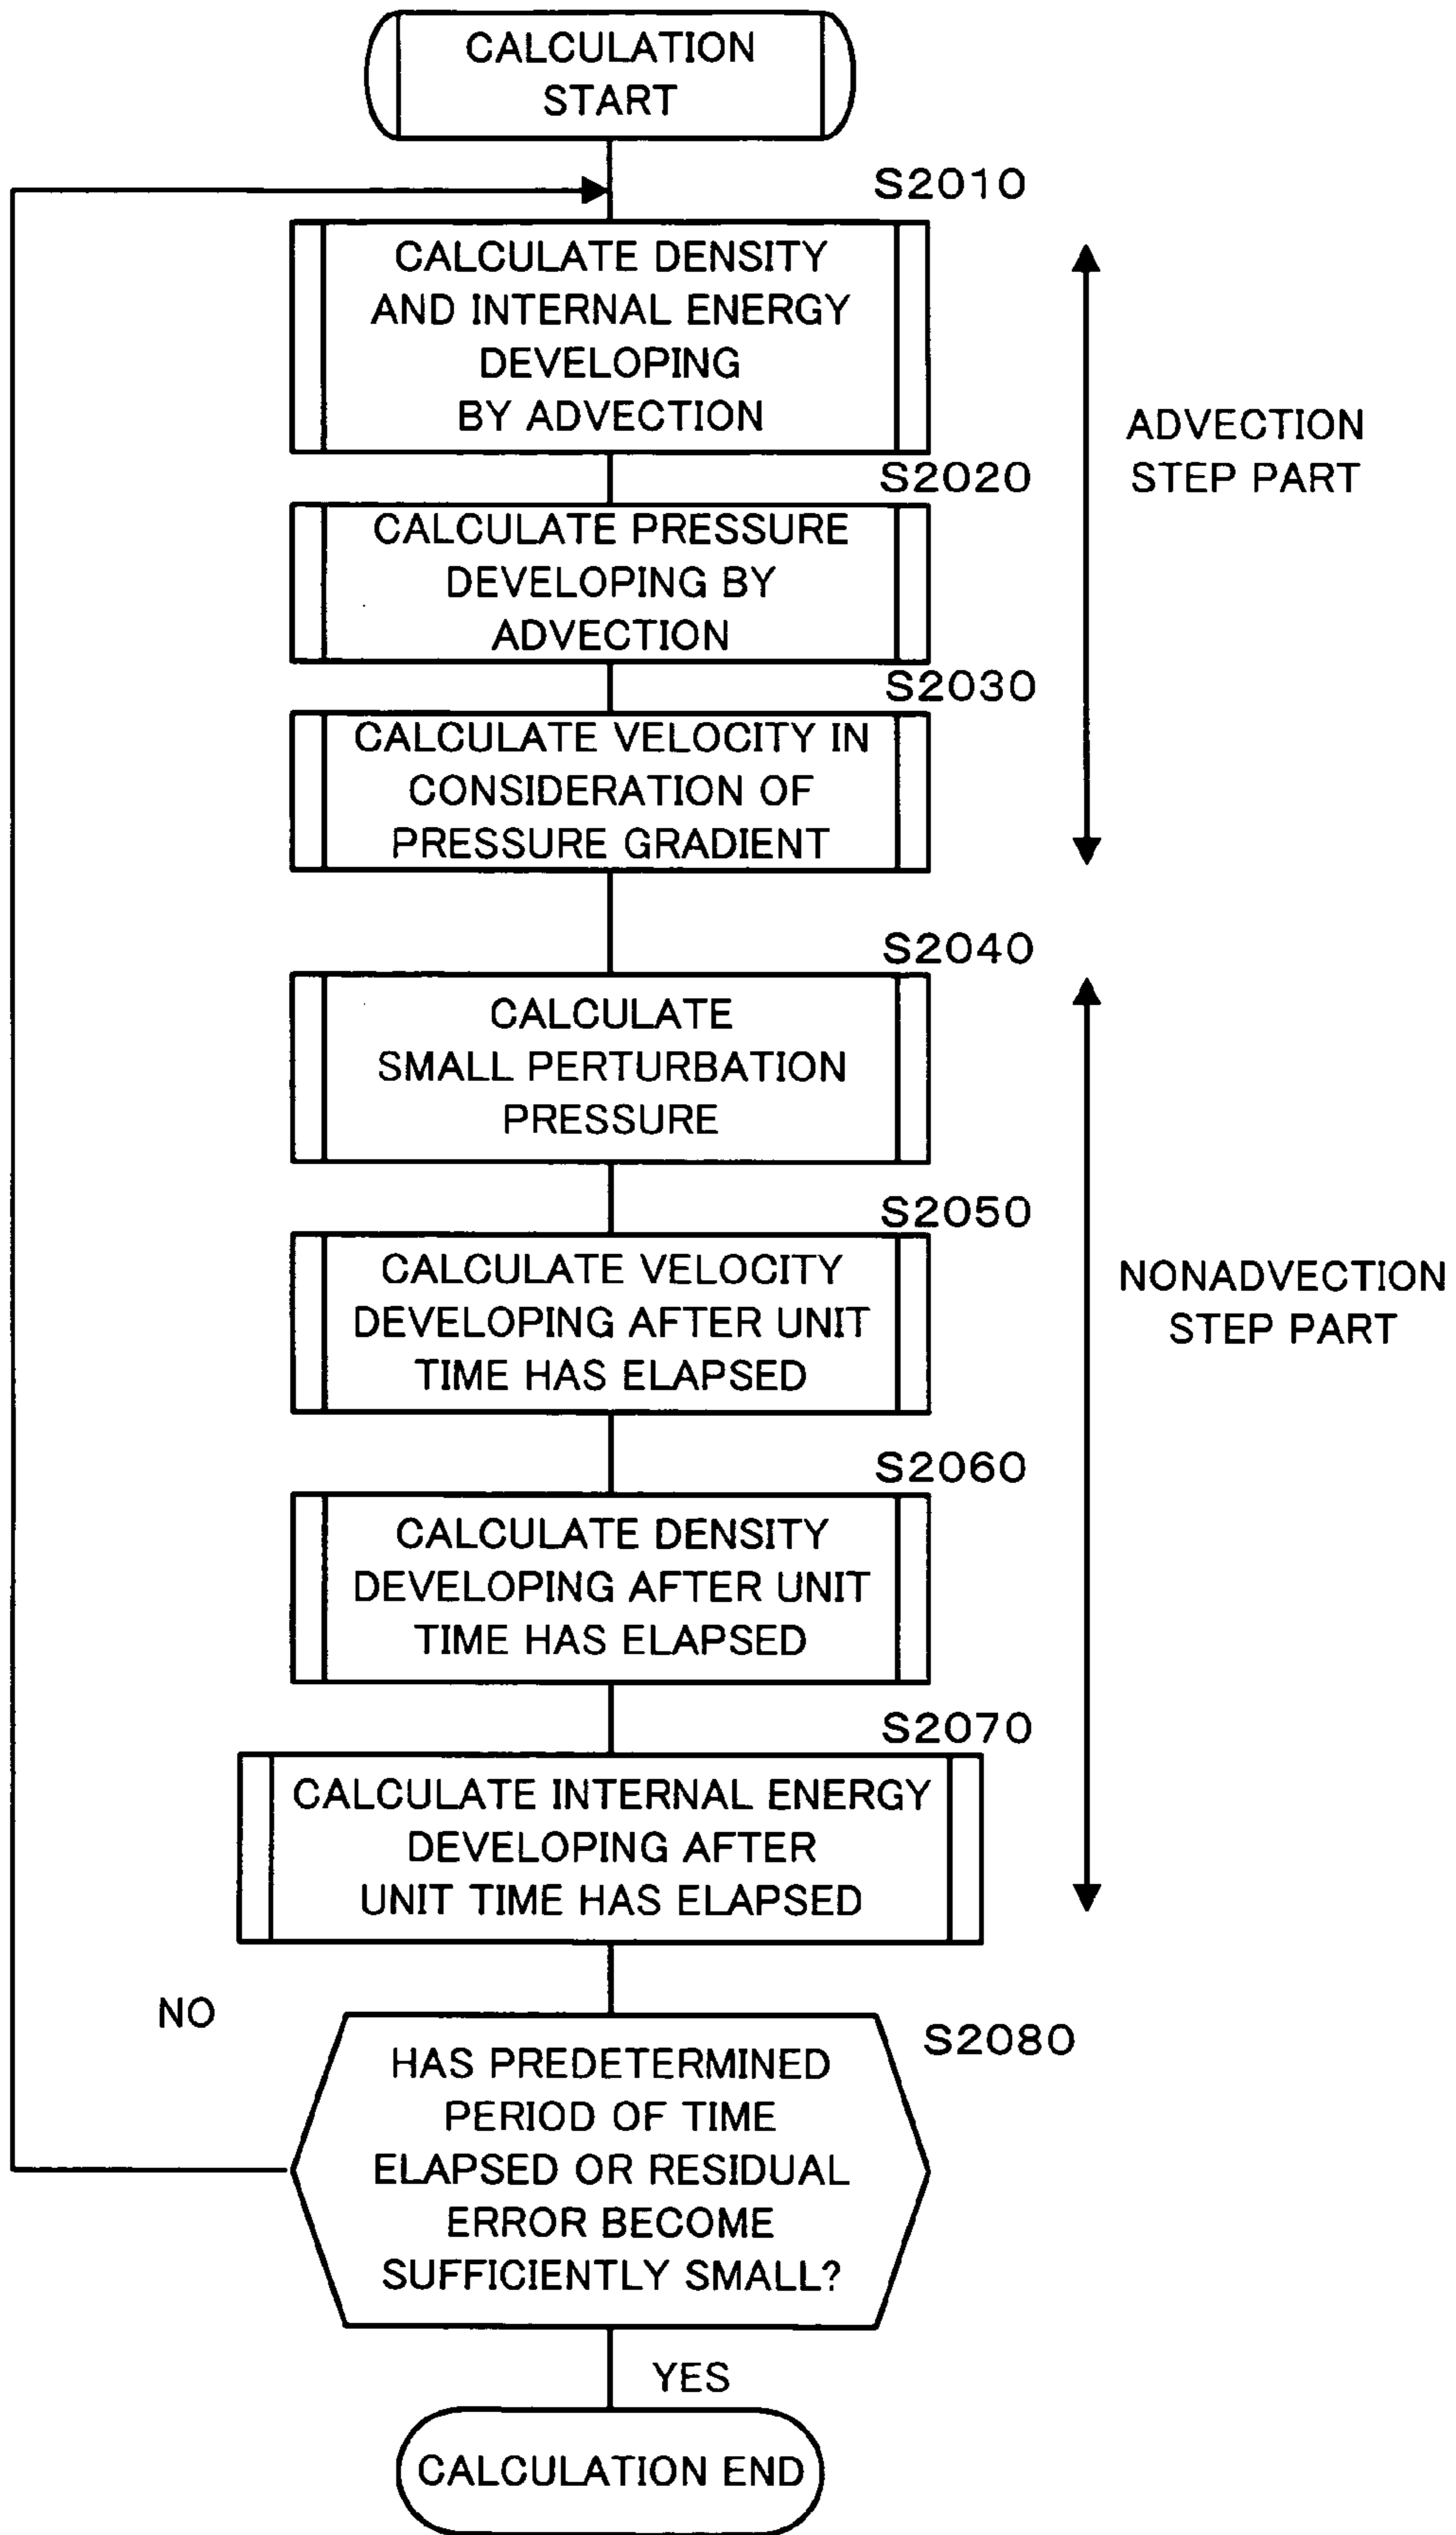 CALCULATION
START
S2010
CALCULATE DENSITY
AND INTERNAL ENERGY
DEVELOPING
BY ADVECTION
ADVECTION
STEP PART
S2020
CALCULATE PRESSURE
DEVELOPING BY
ADVECTION
S2030
CALCULATE VELOCITY IN
CONSIDERATION OF
PRESSURE GRADIENT
S2040
CALCULATE
SMALL PERTURBATION
PRESSURE
S2050
CALCULATE VELOCITY
DEVELOPING AFTER UNIT
TIME HAS ELAPSED
NONADVECTION
STEP PART
S2060
CALCULATE DENSITY
DEVELOPING AFTER UNIT
TIME HAS ELAPSED
S2070
CALCULATE INTERNAL ENERGY
DEVELOPING AFTER
UNIT TIME HAS ELAPSED
NO
S2080
HAS PREDETERMINED
PERIOD OF TIME
ELAPSED OR RESIDUAL
ERROR BECOME
SUFFICIENTLY SMALL?
YES
CALCULATION END